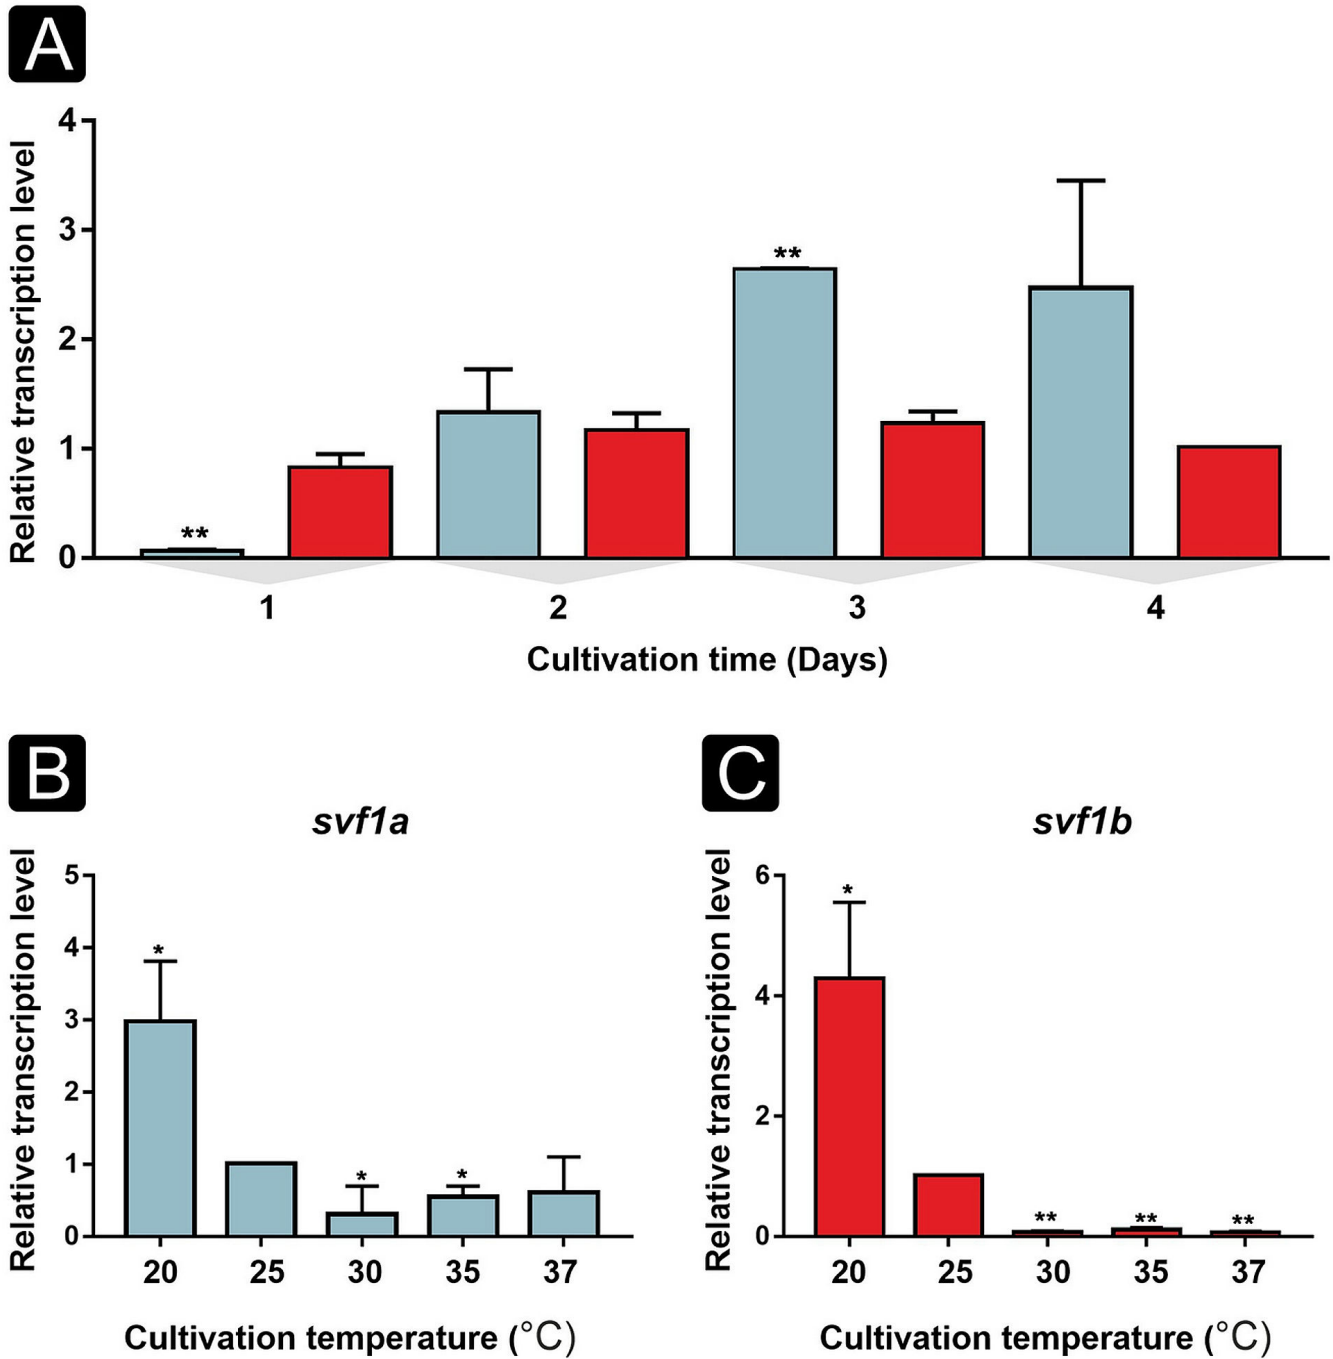 A
Relative transcription level
4
3
2
1
0
**
**
1
2
3
4
Cultivation time (Days)
B
svf1a
Relative transcription level
5
4
3
2
1
0
*
*
*
20 25 30 35 37
Cultivation temperature (°C)
C
svf1b
Relative transcription level
6
4
2
0
*
**
**
**
20 25 30 35 37
Cultivation temperature (°C)